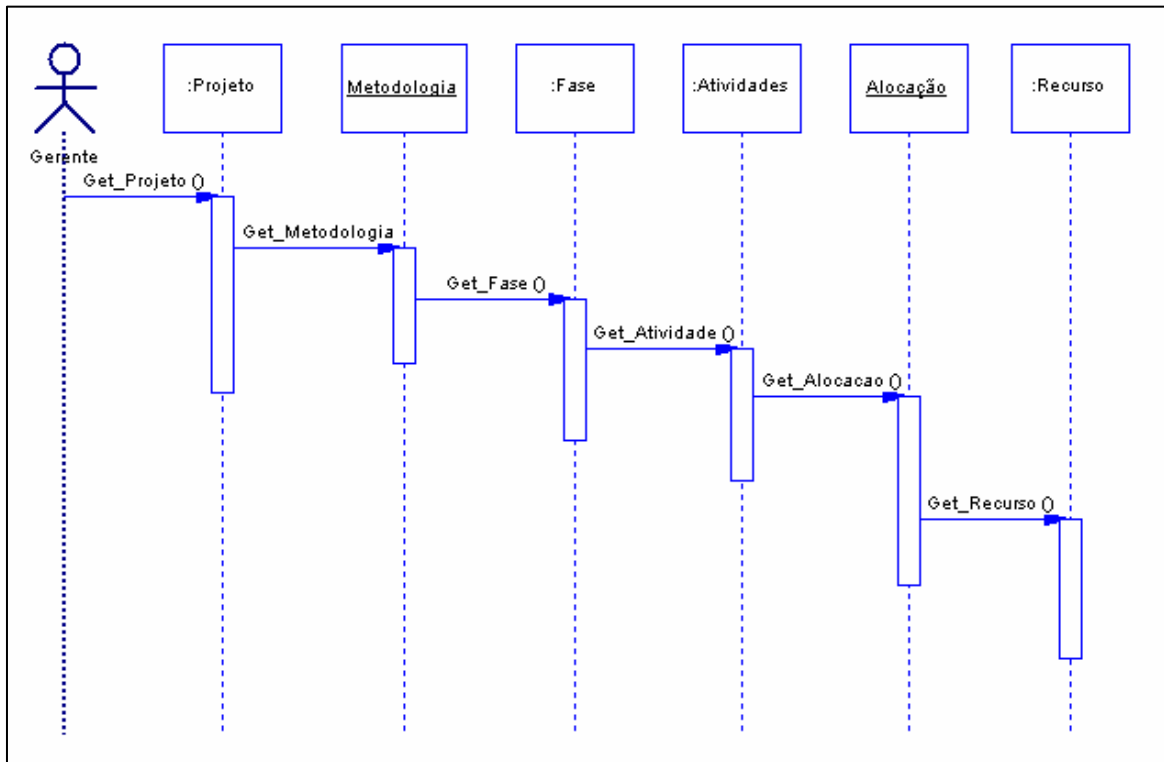 :Projeto
Metodologia
:Fase
:Atividades
Alocação
:Recurso
Gerente
Get_Projeto ()
Get_Metodologia
Get_Fase ()
Get_Atividade ()
Get_Alocacao ()
Get_Recurso ()